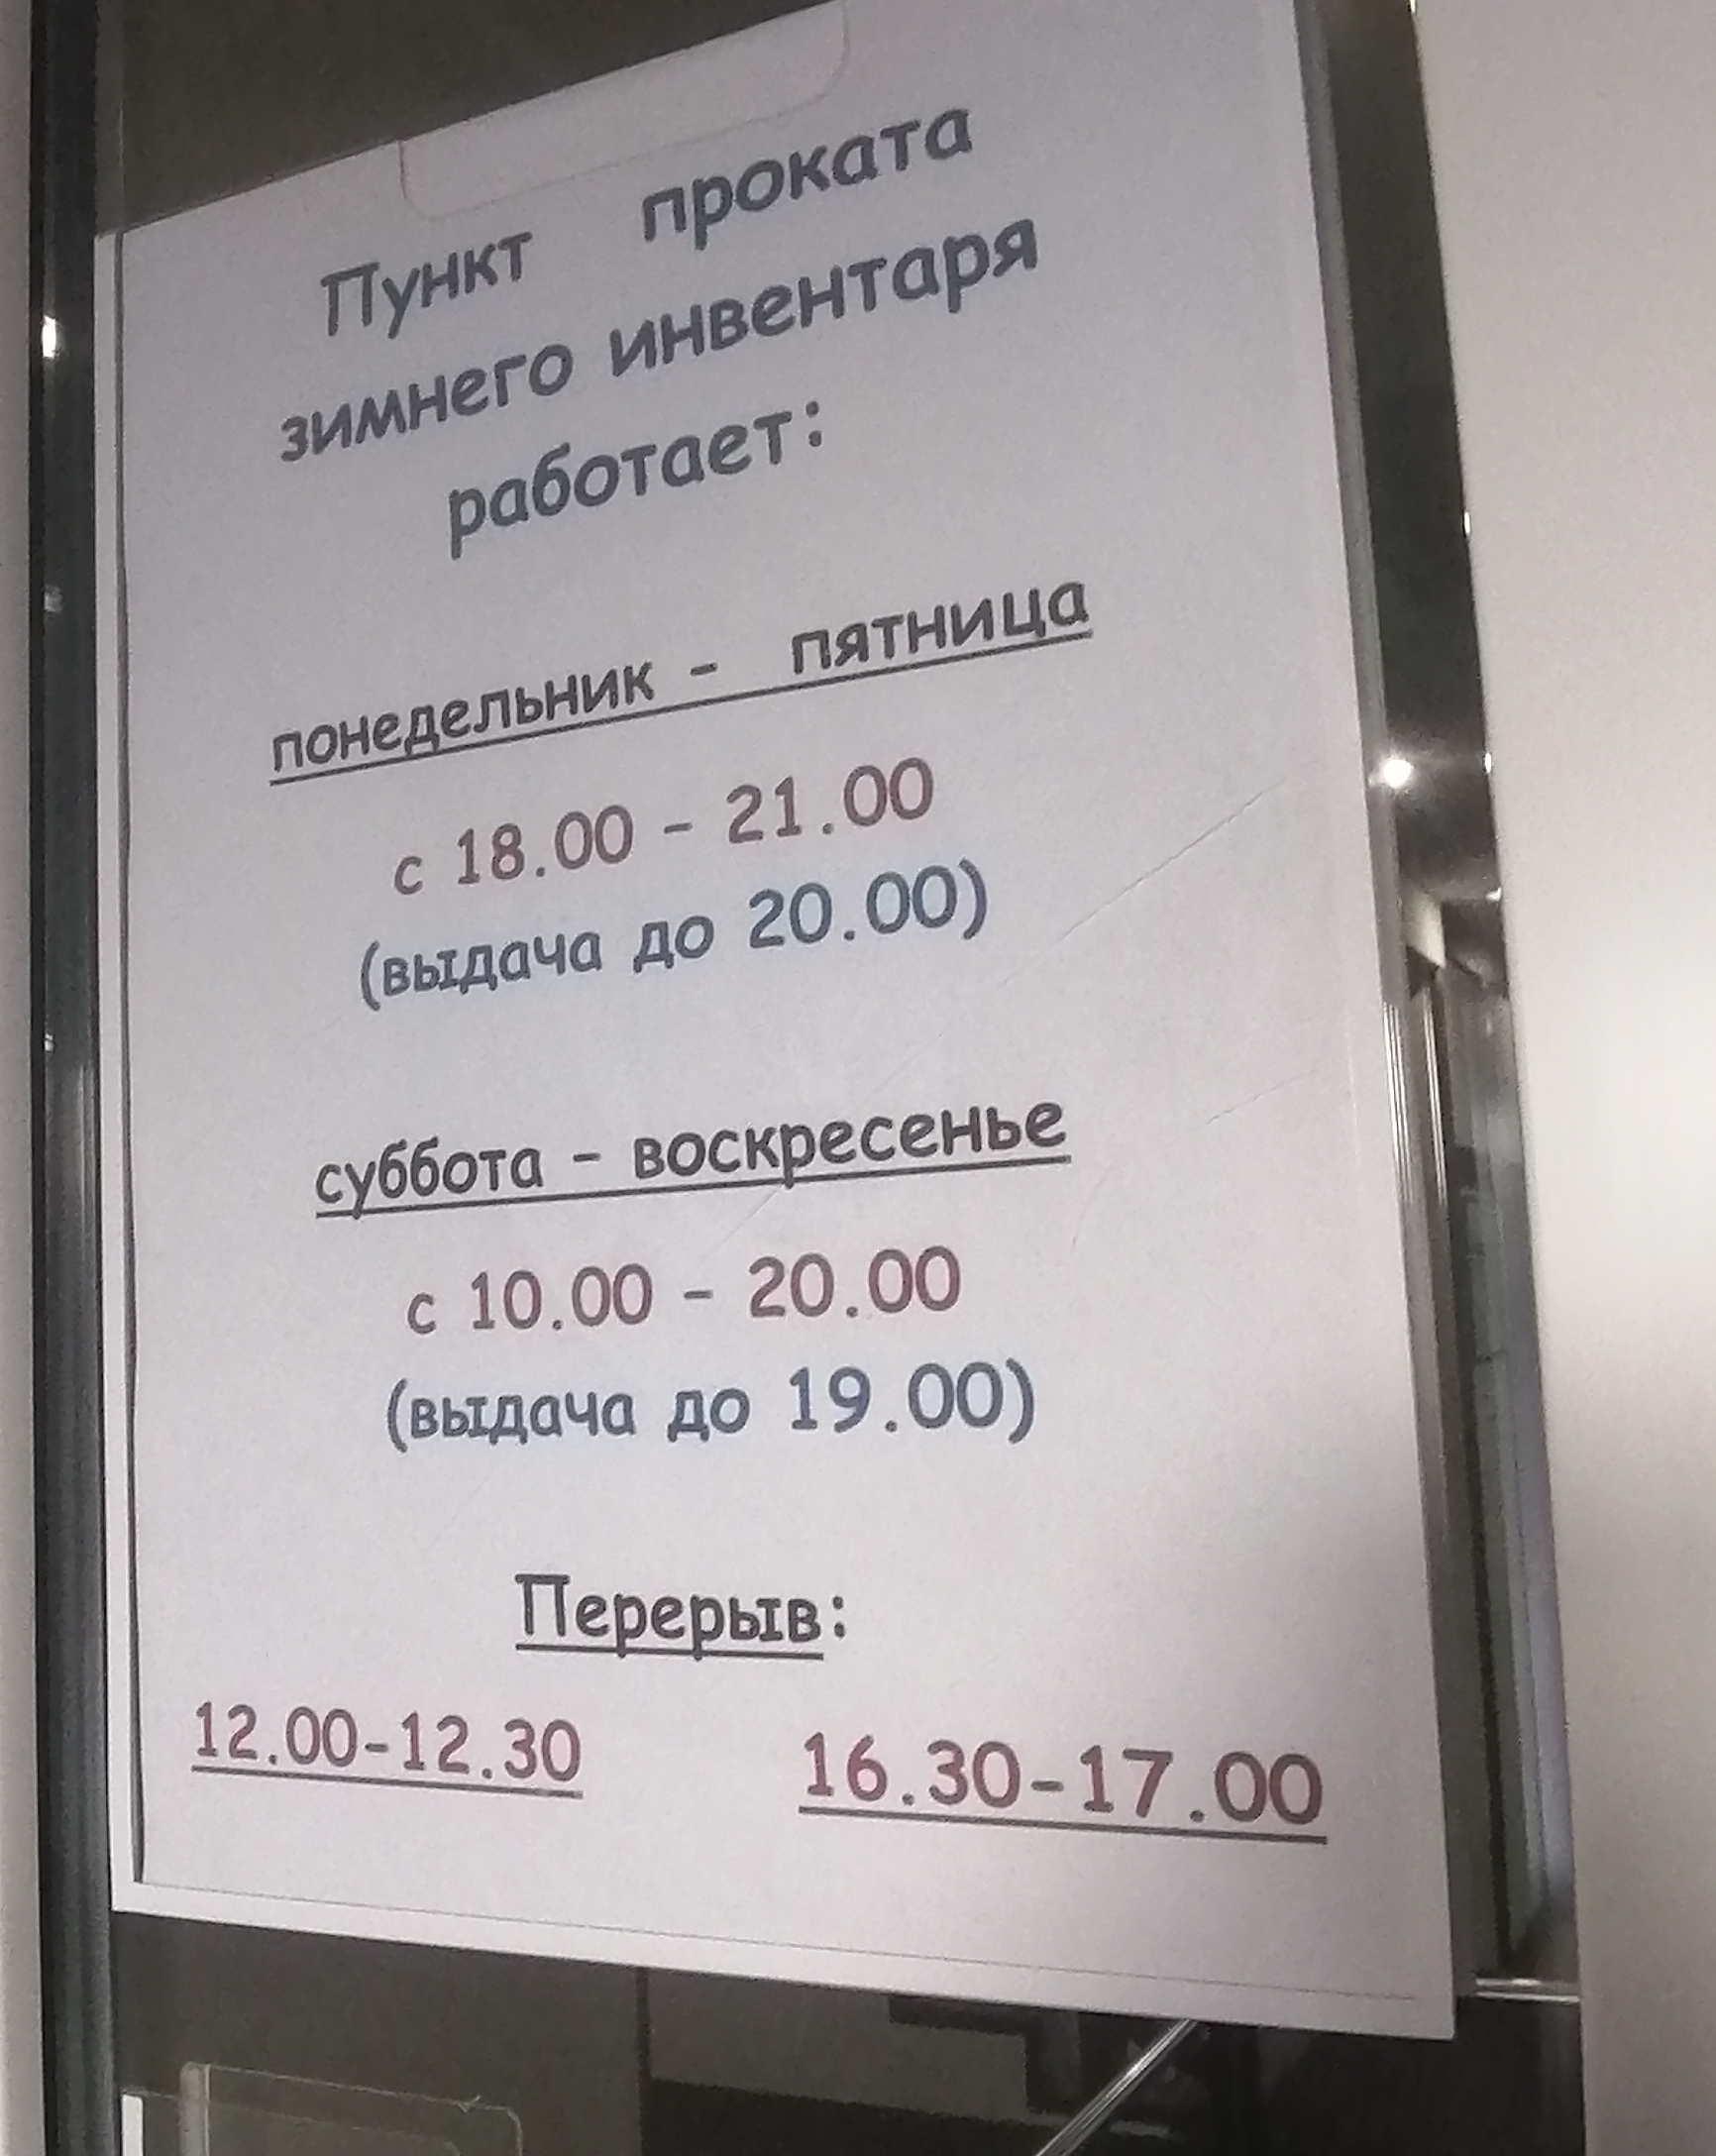 Пункт проката
зимнего инвентаря
работает:
понедельник - пятница
с 18.00 - 21.00
(выдача до 20.00)
суббота - воскресенье
с 10.00 - 20.00
(выдача до 19.00)
Перерыв:
12.00-12.30 16.30-17.00